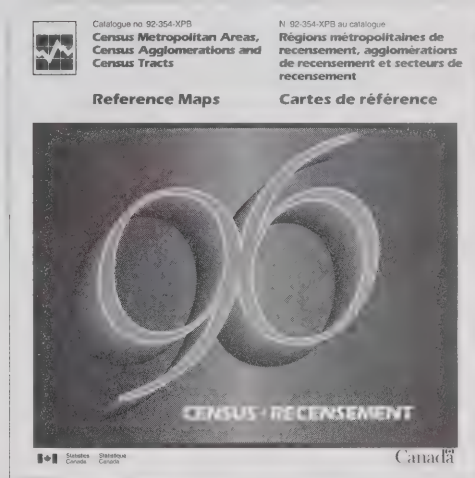 Catalogue no. 92-354-XPB
Census Metropolitan Areas,
Census Agglomerations and
Census Tracts
Reference Maps
N° 92-354-XPB au catalogue
Régions métropolitaines de
recensement, agglomérations
de recensement et secteurs de
recensement
Cartes de référence
96
CENSUS • RECENSEMENT
Statistics
Canada
Statistique
Canada
Canada